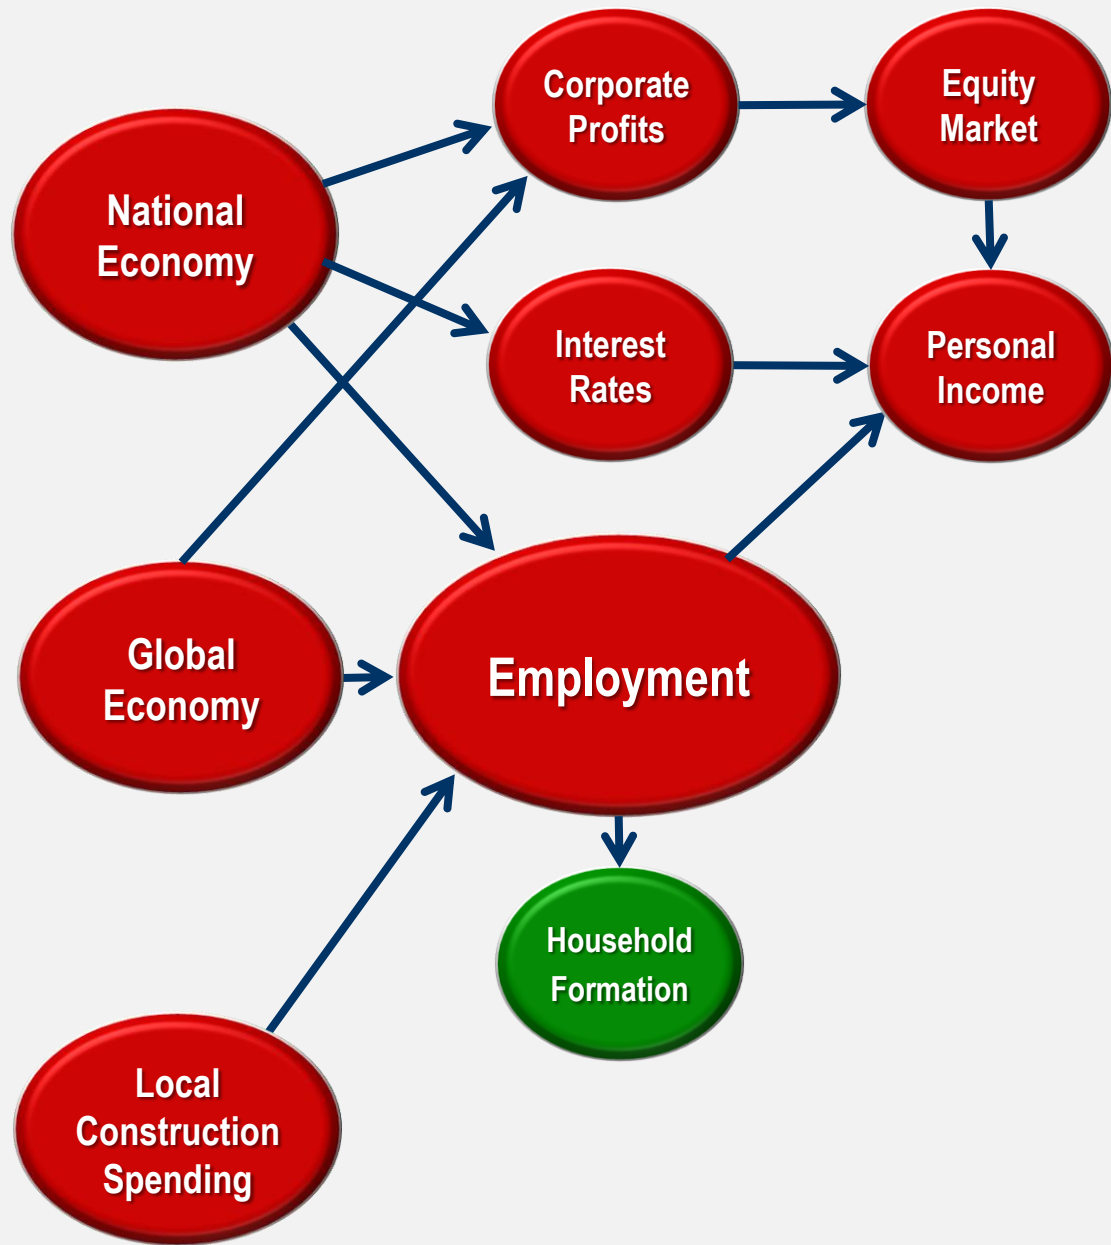 Corporate
Profits
Equity
Market
National
Economy
Interest
Rates
Personal
Income
Global
Economy
Employment
Household
Formation
Local
Construction
Spending